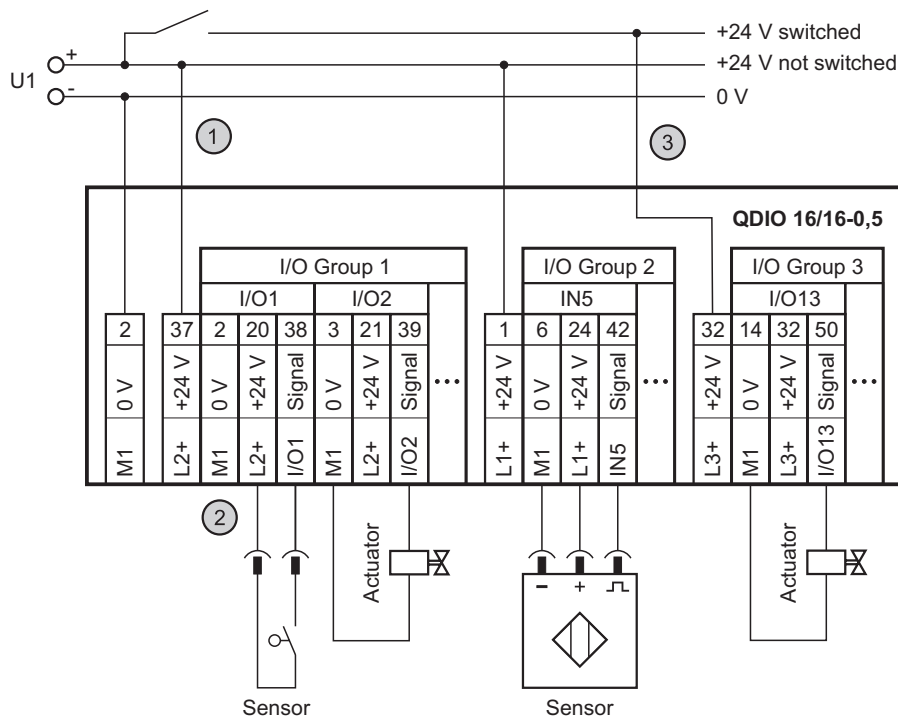 +24 V switched
+
+24 V not switched
U1
-
0 V
1
3
QDIO 16/16-0,5
I/O Group 1
I/O Group 2
I/O Group 3
I/O1
I/O2
IN5
I/O13
2
37
2
20
38
3
21
39
1
6
24
42
32
14
32
50
0 V
+24 V
0 V
+24 V
Signal
0 V
+24 V
Signal
+24 V
0 V
+24 V
Signal
+24 V
0 V
+24 V
Signal
M1
L2+
M1
L2+
I/O1
M1
L2+
I/O2
L1+
M1
L1+
IN5
L3+
M1
L3+
I/O13
2
Actuator
Actuator
-
+
Sensor
Sensor